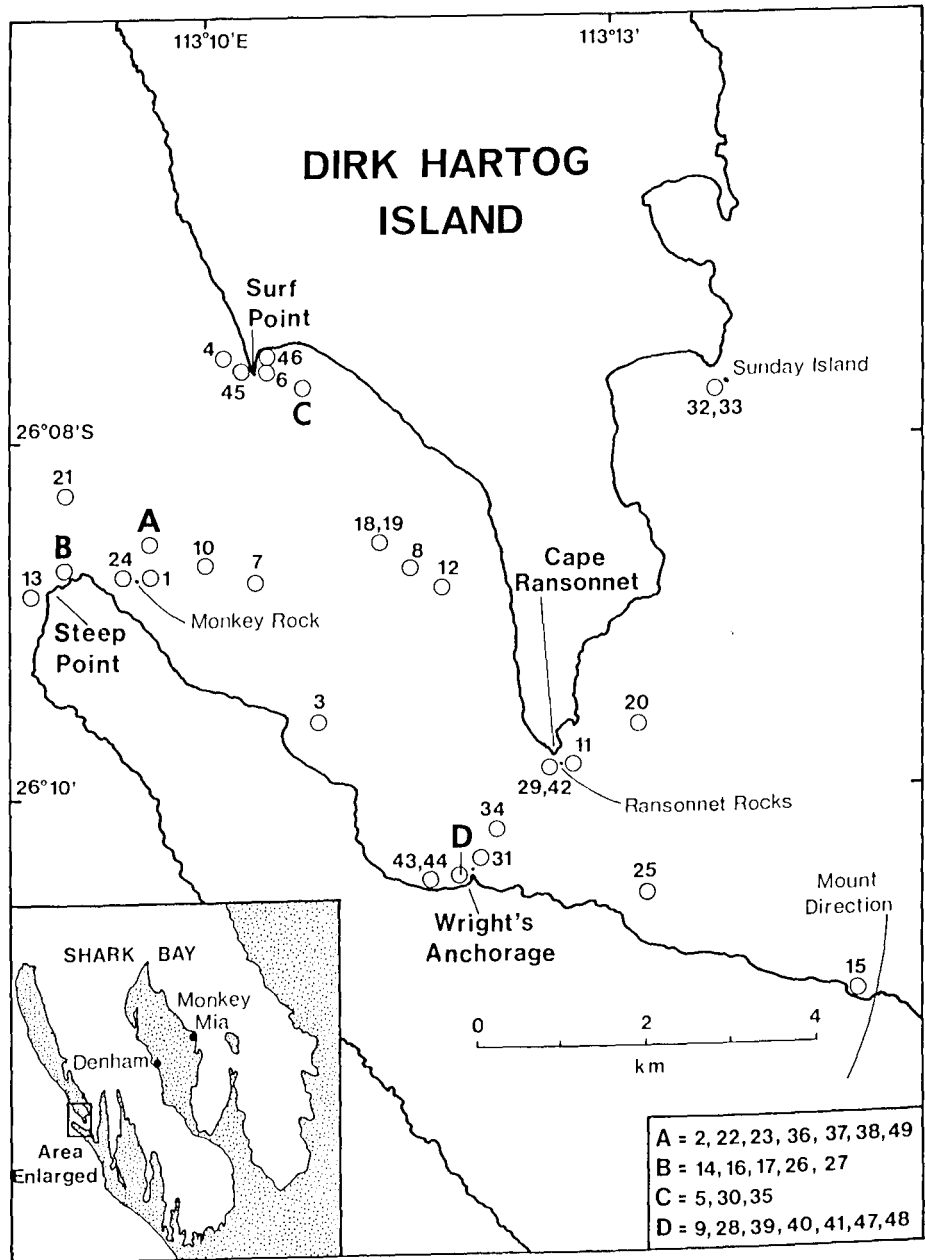 113°10'E
113°13'
DIRK HARTOG
ISLAND
Surf
Point
4
46
45
6
C
Sunday Island
32,33
26°08'S
21
A
B
10
7
24
1
13
Monkey Rock
Steep
Point
18,19
8
12
Cape
Ransonnet
3
20
11
29,42
Ransonnet Rocks
26°10'
34
D
43,44
31
Wright's
Anchorage
25
Mount
Direction
15
0
2
4
km
SHARK BAY
Monkey
Mia
Denham
Area
Enlarged
A = 2, 22, 23, 36, 37, 38, 49
B = 14, 16, 17, 26, 27
C = 5, 30, 35
D = 9, 28, 39, 40, 41, 47, 48